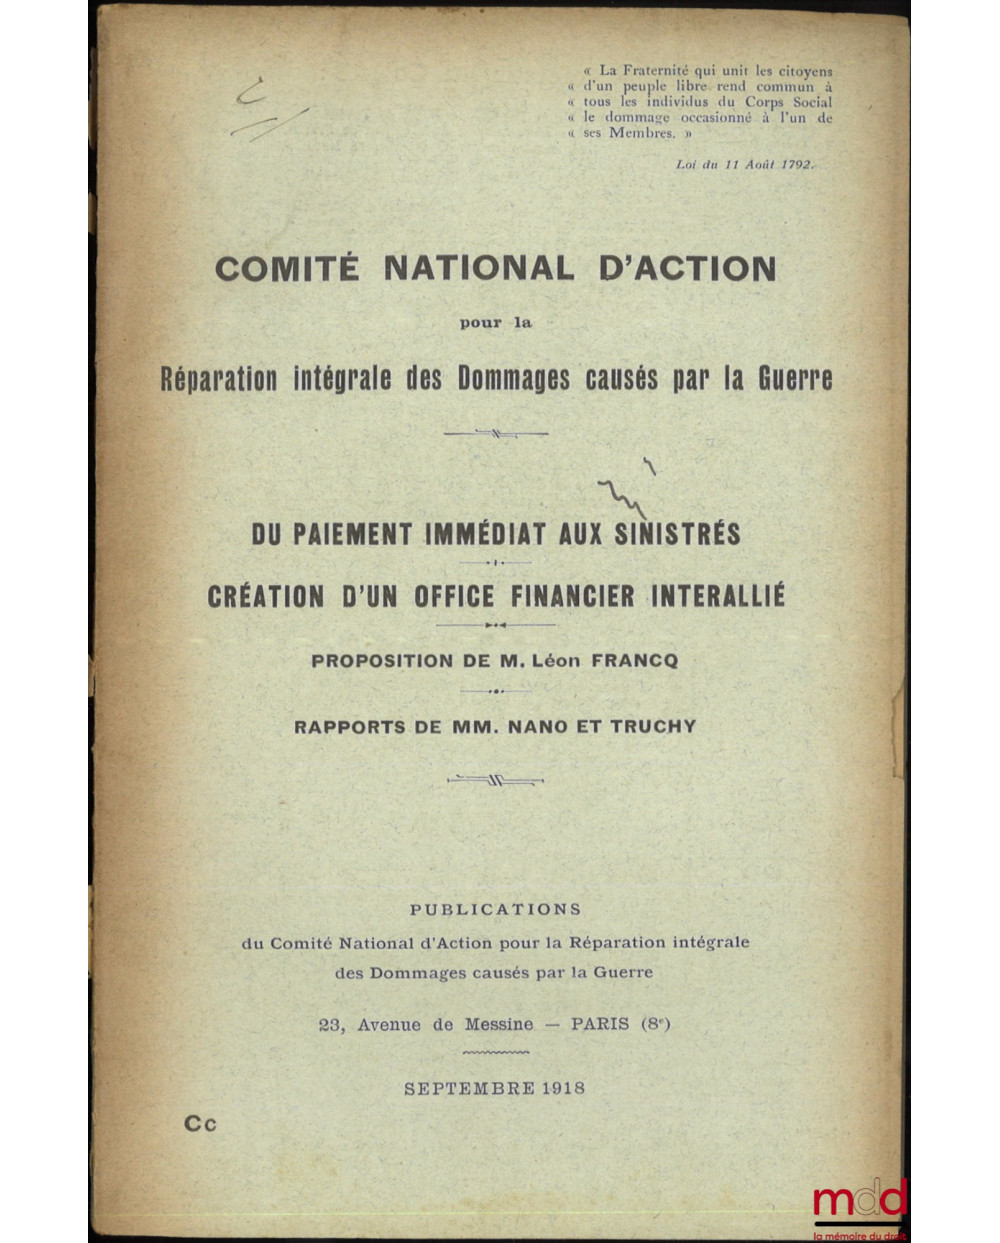 « La Fraternité qui unit les citoyens
« d'un peuple libre rend commun à
« tous les individus du Corps Social
« le dommage occasionné à l'un de
« ses Membres. »
Loi du 11 Août 1792.
COMITÉ NATIONAL D'ACTION
pour la
Réparation intégrale des Dommages causés par la Guerre
DU PAIEMENT IMMÉDIAT AUX SINISTRÉS
CRÉATION D'UN OFFICE FINANCIER INTERALLIÉ
PROPOSITION DE M. Léon FRANCQ
RAPPORTS DE MM. NANO ET TRUCHY
PUBLICATIONS
du Comité National d'Action pour la Réparation intégrale
des Dommages causés par la Guerre
23, Avenue de Messine — PARIS (8e)
SEPTEMBRE 1918
Cc
mdd
la mémoire du droit